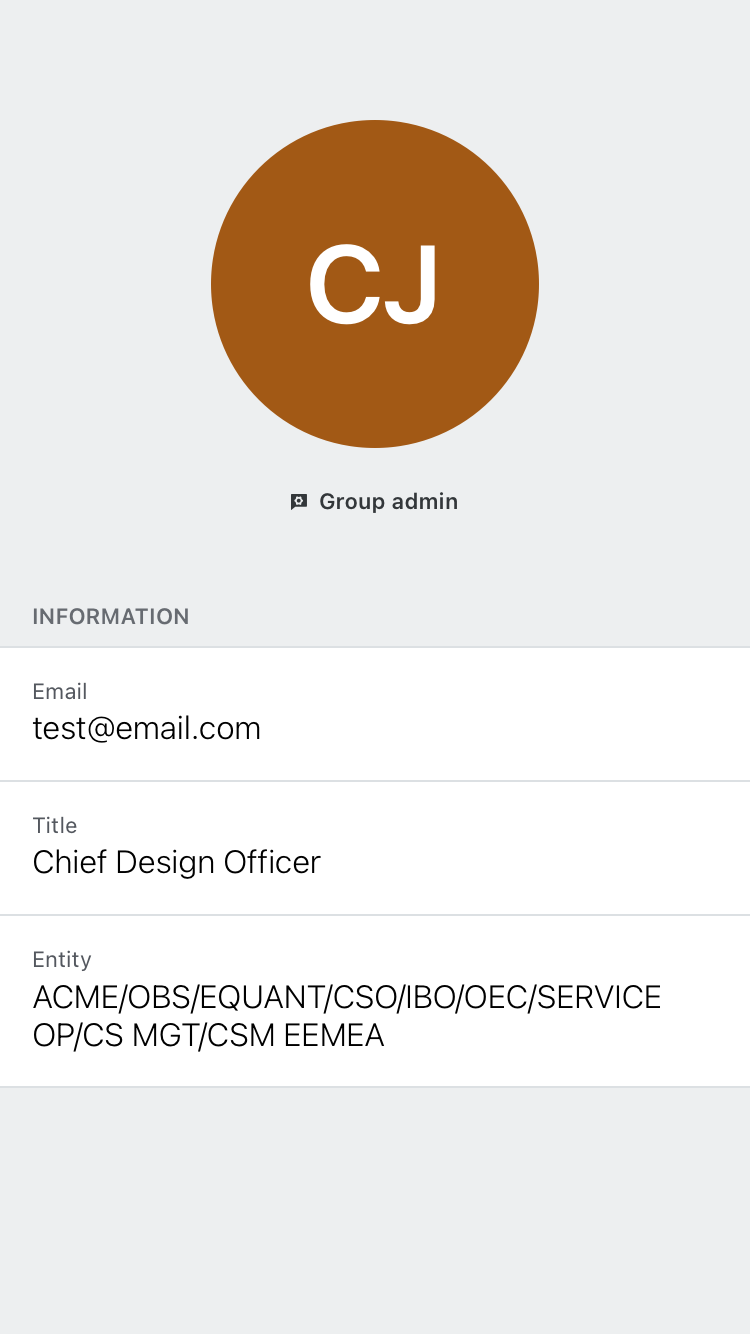 CJ
Group admin
INFORMATION
Email
test@email.com
Title
Chief Design Officer
Entity
ACME/OBS/EQUANT/CSO/IBO/OEC/SERVICE
OP/CS MGT/CSM EEMEA